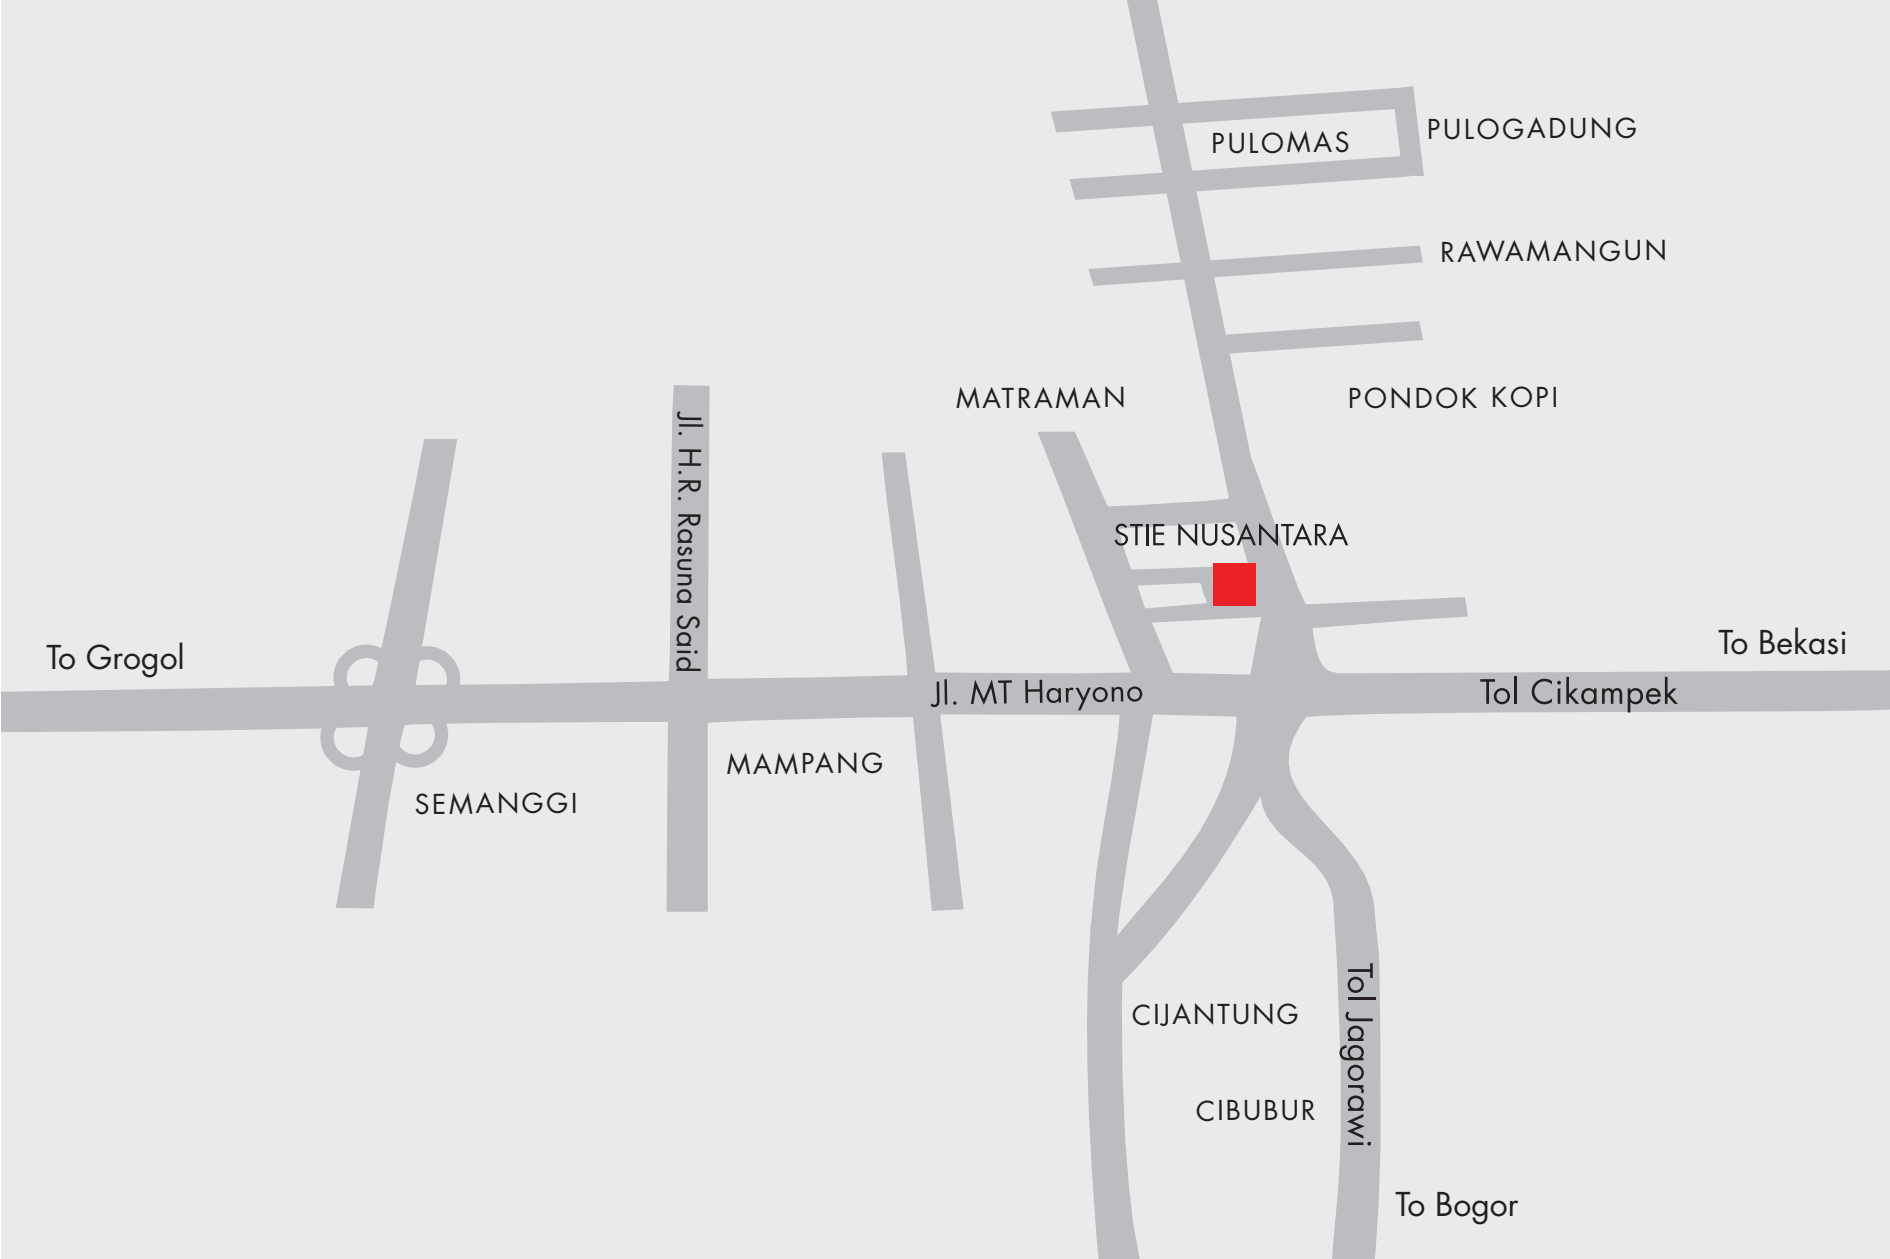 PULOGADUNG
PULOMAS
RAWAMANGUN
MATRAMAN
PONDOK KOPI
Jl. H.R. Rasuna Said
STIE NUSANTARA
To Grogol
To Bekasi
Jl. MT Haryono
Tol Cikampek
MAMPANG
SEMANGGI
CIJANTUNG
Tol Jagorawi
CIBUBUR
To Bogor